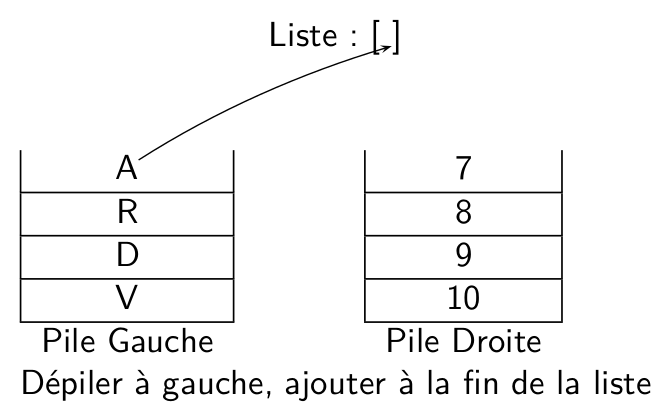 Liste : [ ]
A 7
R 8
D 9
V 10
Pile Gauche Pile Droite
Dépiler à gauche, ajouter à la fin de la liste